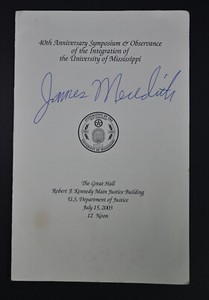 40th Anniversary Symposium & Observance
of the Integration of
the University of Mississippi
James Meredith
The Great Hall
Robert F. Kennedy Main Justice Building
U.S. Department of Justice
July 15, 2003
12 Noon